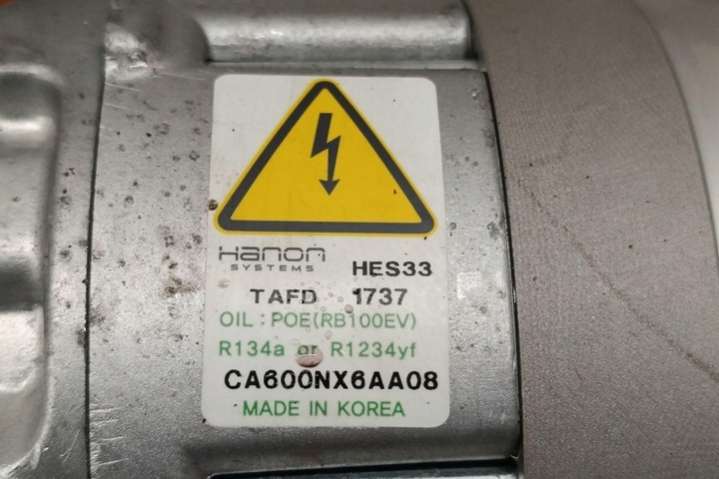 Hanon
SYSTEMS HES33
TAFD 1737
OIL : POE(RB100EV)
R134a or R1234yf
CA600NX6AA08
MADE IN KOREA